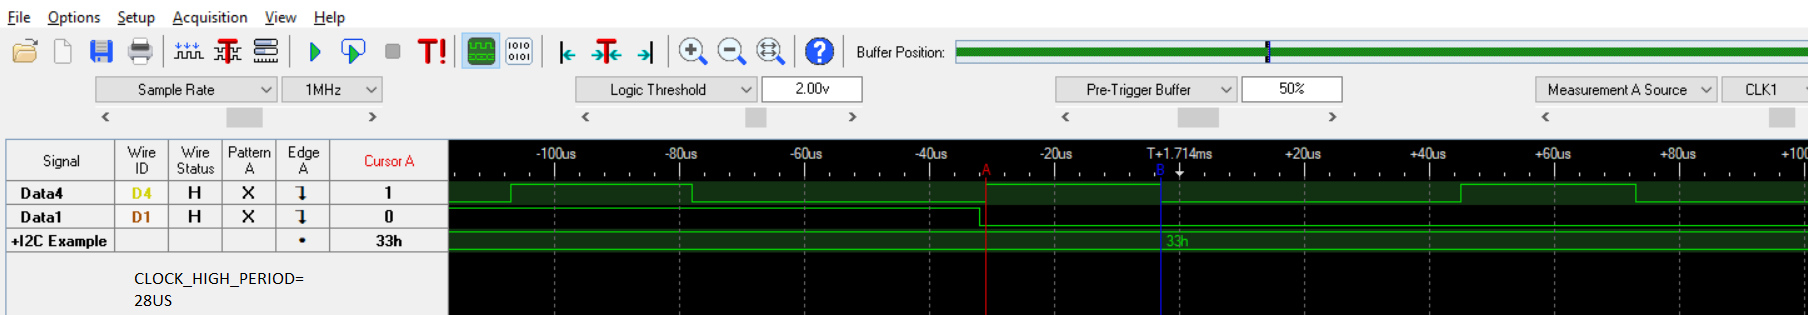 File Options Setup Acquisition View Help
T T! 1010 0101 T ? Buffer Position:
Sample Rate 1MHz Logic Threshold 2.00v Pre-Trigger Buffer 50% Measurement A Source CLK1
Signal Wire ID Wire Status Pattern A Edge A Cursor A
-100us -80us -60us -40us -20us T+1.714ms +20us +40us +60us +80us +100
A B
Data4 D4 H X 1
Data1 D1 H X 0
+I2C Example 33h 33h
CLOCK_HIGH_PERIOD=
28US